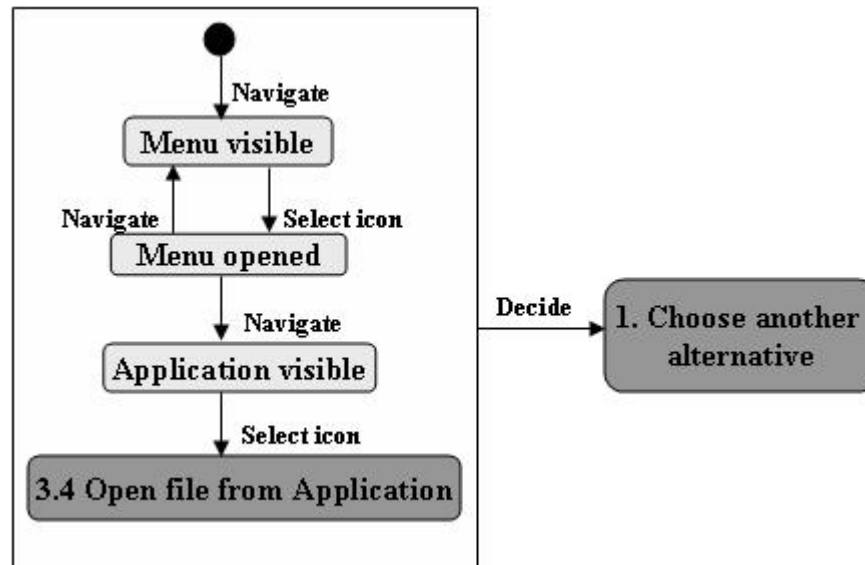 Navigate
Menu visible
Navigate
Select icon
Menu opened
Navigate
Application visible
Select icon
3.4 Open file from Application
Decide
1. Choose another
alternative